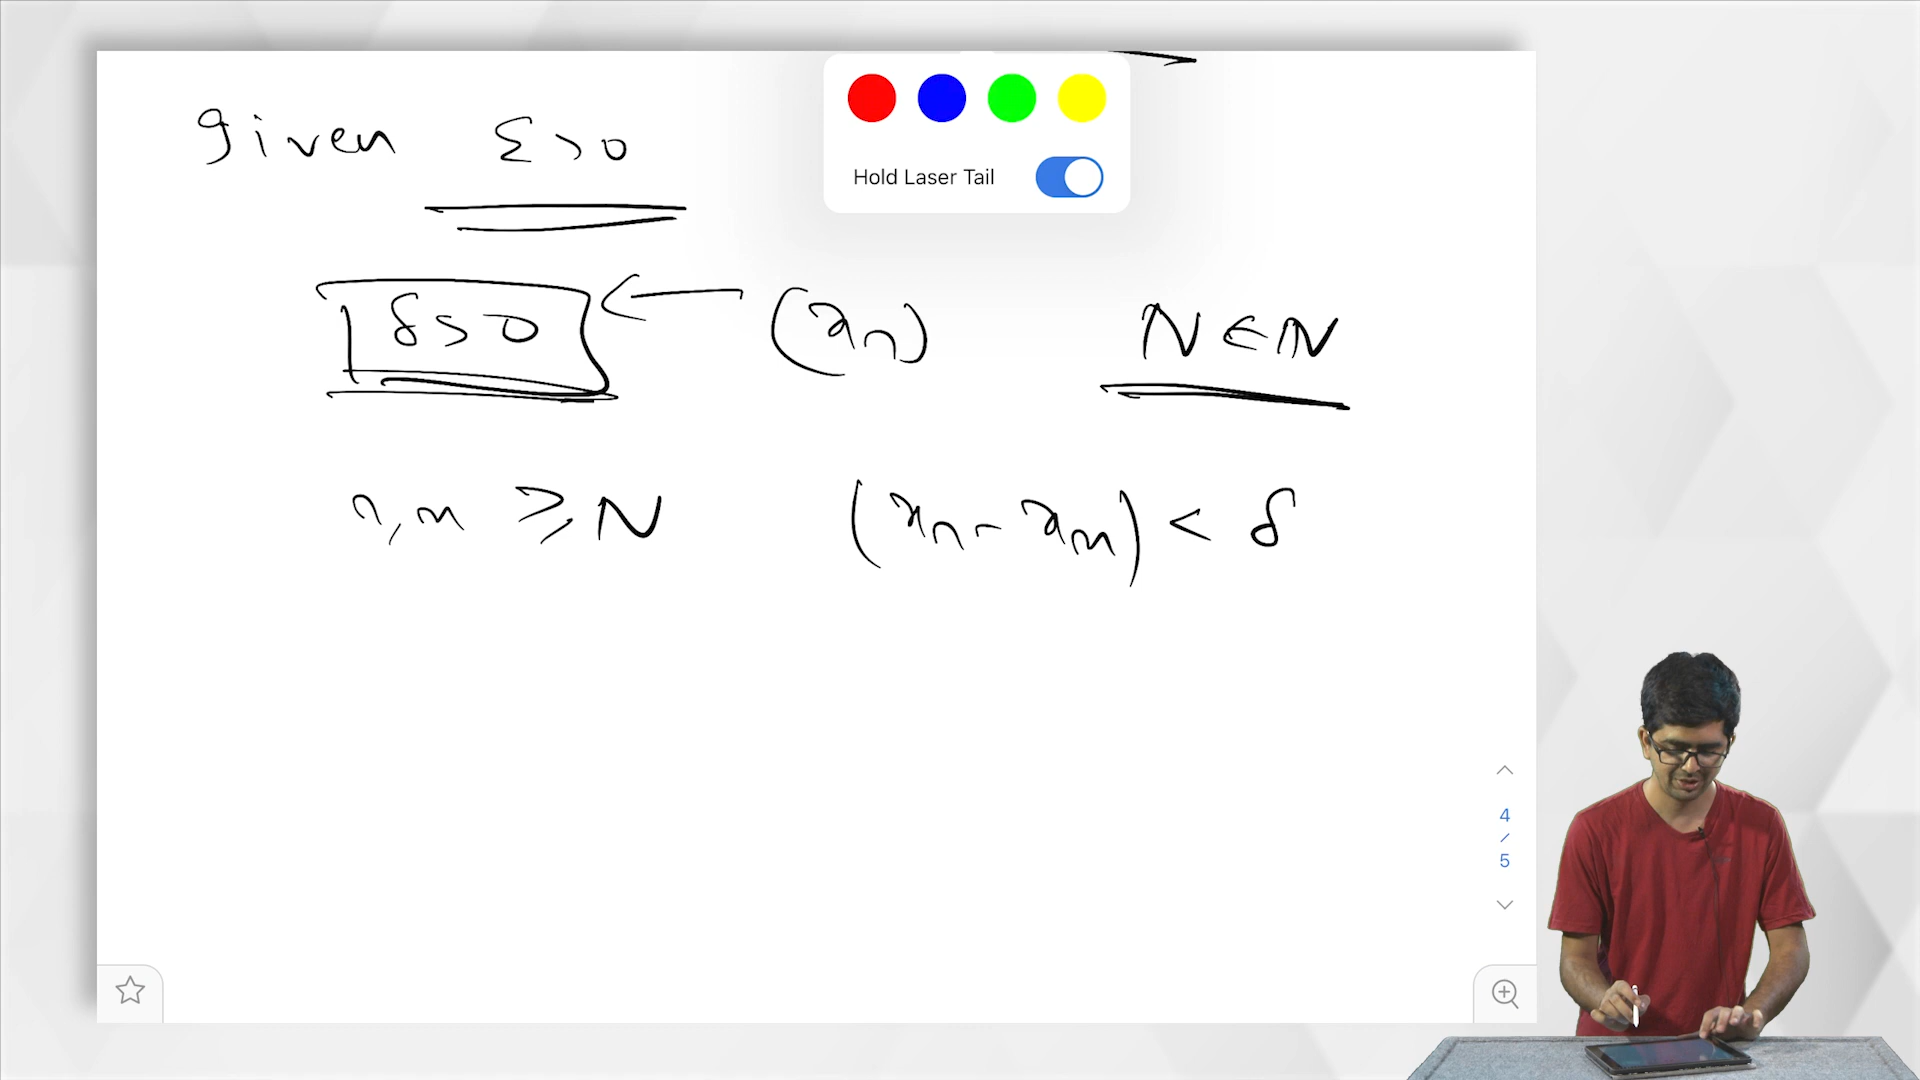 Hold Laser Tail
Given ε>0
δ>0 ← (xn) N∈ℕ
n,m ≥ N |xn-xm| < δ
4
/
5